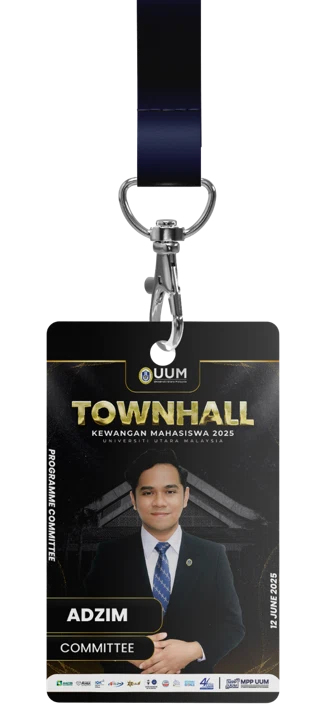 UUM
TOWNHALL
KEWANGAN MAHASISWA 2025
UNIVERSITI UTARA MALAYSIA
PROGRAMME COMMITTEE
12 JUNE 2025
ADZIM
COMMITTEE
MPP UUM